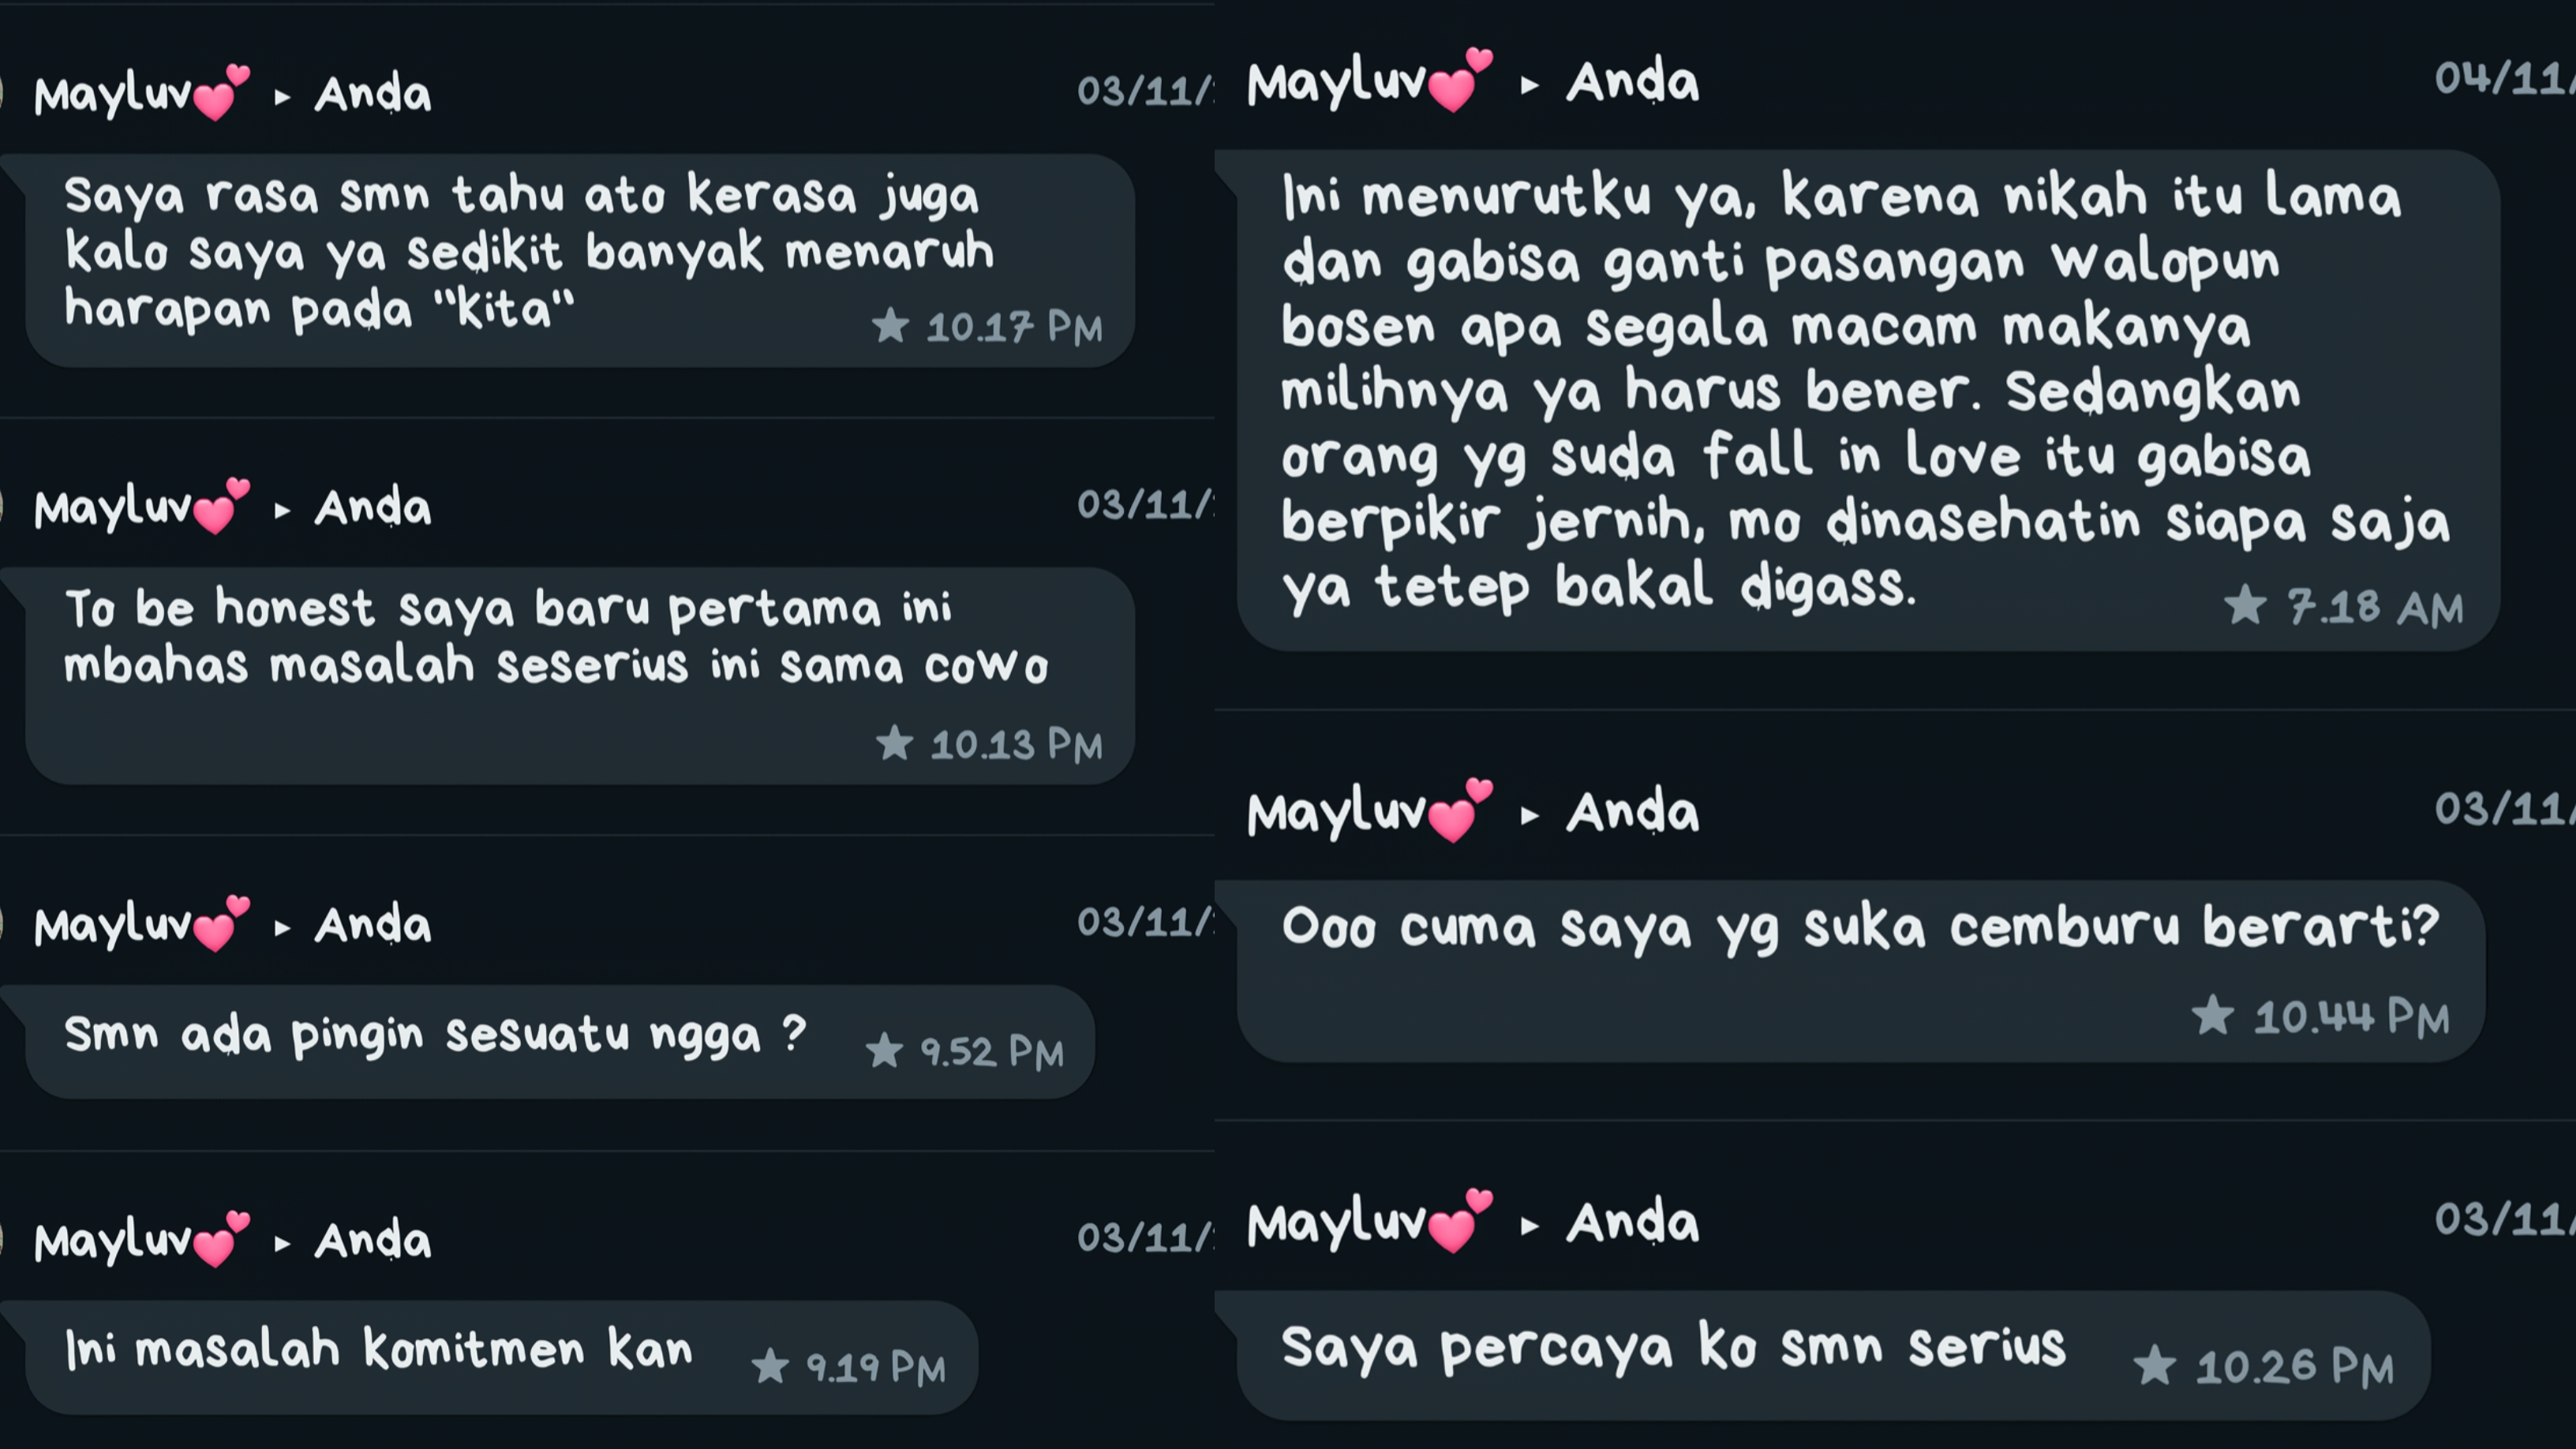 Mayluv💕 ▸ Anda
03/11/
Saya rasa smn tahu ato kerasa juga
kalo saya ya sedikit banyak menaruh
harapan pada "kita"
★ 10.17 PM
Mayluv💕 ▸ Anda
03/11/
To be honest saya baru pertama ini
mbahas masalah seserius ini sama cowo
★ 10.13 PM
Mayluv💕 ▸ Anda
03/11/
Smn ada pingin sesuatu ngga ?
★ 9.52 PM
Mayluv💕 ▸ Anda
03/11/
Ini masalah komitmen kan
★ 9.19 PM
Mayluv💕 ▸ Anda
04/11/
Ini menurutku ya, karena nikah itu lama
dan gabisa ganti pasangan walopun
bosen apa segala macam makanya
milihnya ya harus bener. Sedangkan
orang yg suda fall in love itu gabisa
berpikir jernih, mo dinasehatin siapa saja
ya tetep bakal digass.
★ 7.18 AM
Mayluv💕 ▸ Anda
03/11/
Ooo cuma saya yg suka cemburu berarti?
★ 10.44 PM
Mayluv💕 ▸ Anda
03/11/
Saya percaya ko smn serius
★ 10.26 PM